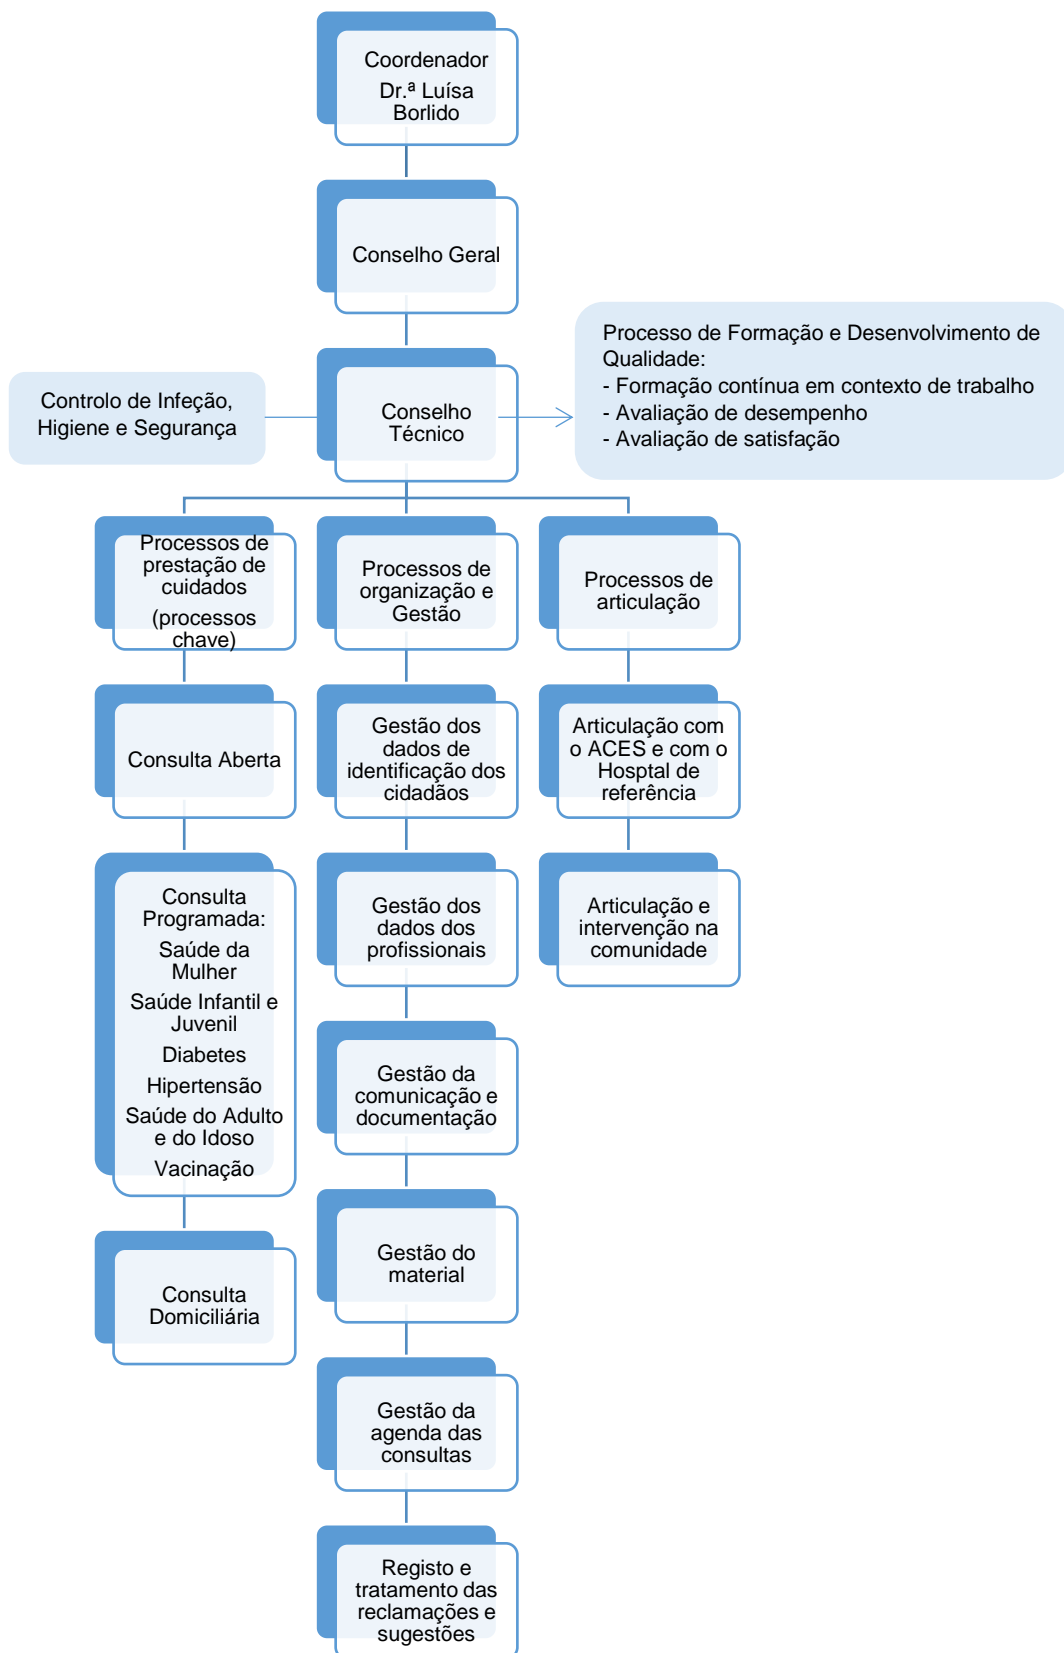 Coordenador
Dr.ª Luísa
Borlido
Conselho Geral
Processo de Formação e Desenvolvimento de
Qualidade:
- Formação contínua em contexto de trabalho
- Avaliação de desempenho
- Avaliação de satisfação
Controlo de Infeção,
Higiene e Segurança
Conselho
Técnico
Processos de
prestação de
cuidados
(processos
chave)
Processos de
organização e
Gestão
Processos de
articulação
Consulta Aberta
Gestão dos
dados de
identificação dos
cidadãos
Articulação com
o ACES e com o
Hosptal de
referência
Consulta
Programada:
Saúde da
Mulher
Saúde Infantil e
Juvenil
Diabetes
Hipertensão
Saúde do Adulto
e do Idoso
Vacinação
Gestão dos
dados dos
profissionais
Articulação e
intervenção na
comunidade
Gestão da
comunicação e
documentação
Consulta
Domiciliária
Gestão do
material
Gestão da
agenda das
consultas
Registo e
tratamento das
reclamações e
sugestões